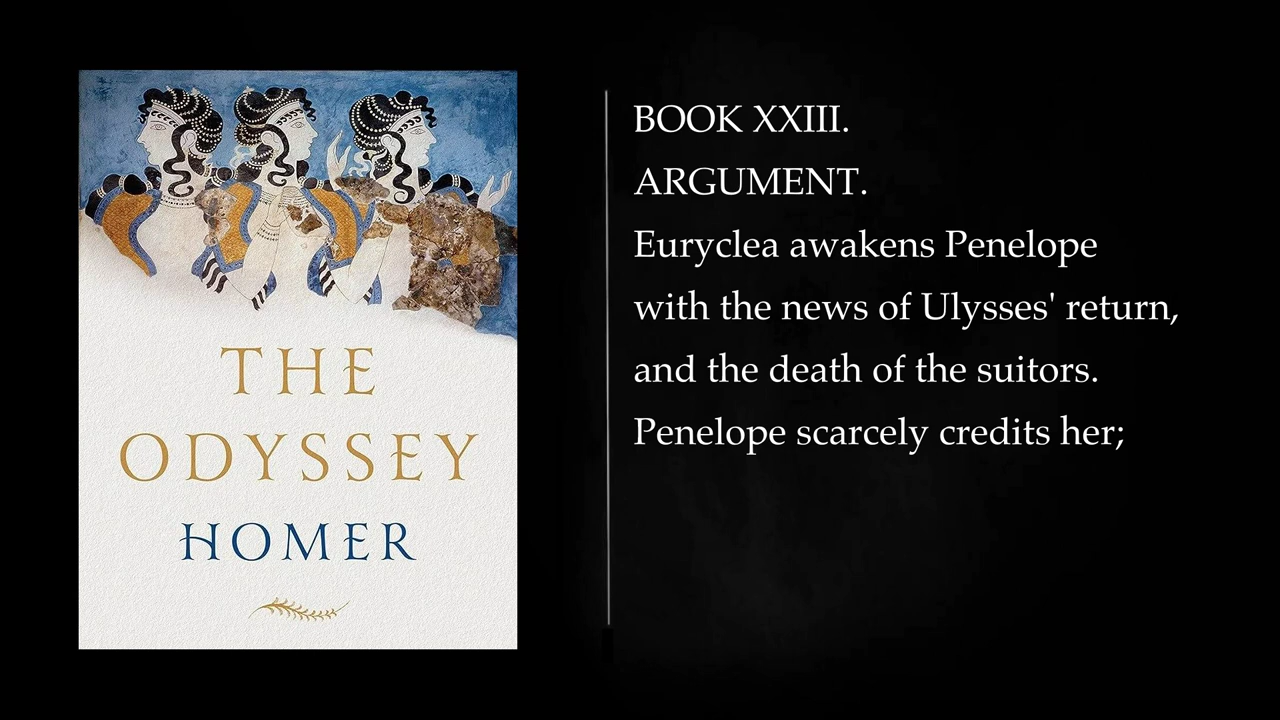 THE
ODYSSEY
HOMER
BOOK XXIII.
ARGUMENT.
Euryclea awakens Penelope
with the news of Ulysses' return,
and the death of the suitors.
Penelope scarcely credits her;